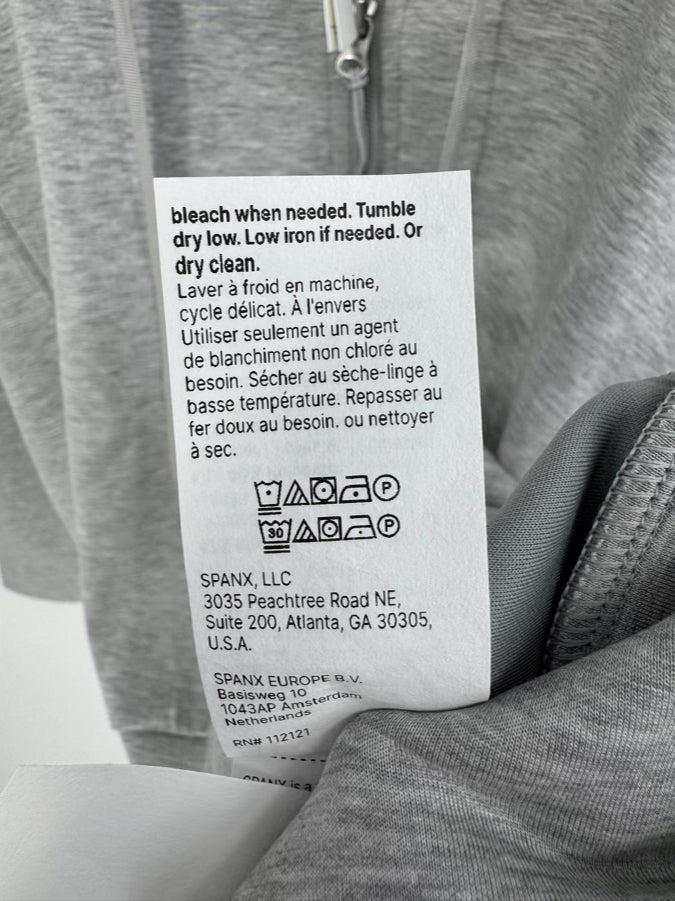 bleach when needed. Tumble
dry low. Low iron if needed. Or
dry clean.
Laver à froid en machine,
cycle délicat. À l'envers
Utiliser seulement un agent
de blanchiment non chloré au
besoin. Sécher au sèche-linge à
basse température. Repasser au
fer doux au besoin. ou nettoyer
à sec.
P
30 P
SPANX, LLC
3035 Peachtree Road NE,
Suite 200, Atlanta, GA 30305,
U.S.A.
SPANX EUROPE B.V.
Basisweg 10
1043AP Amsterdam
Netherlands
RN# 112121
SPANX is a